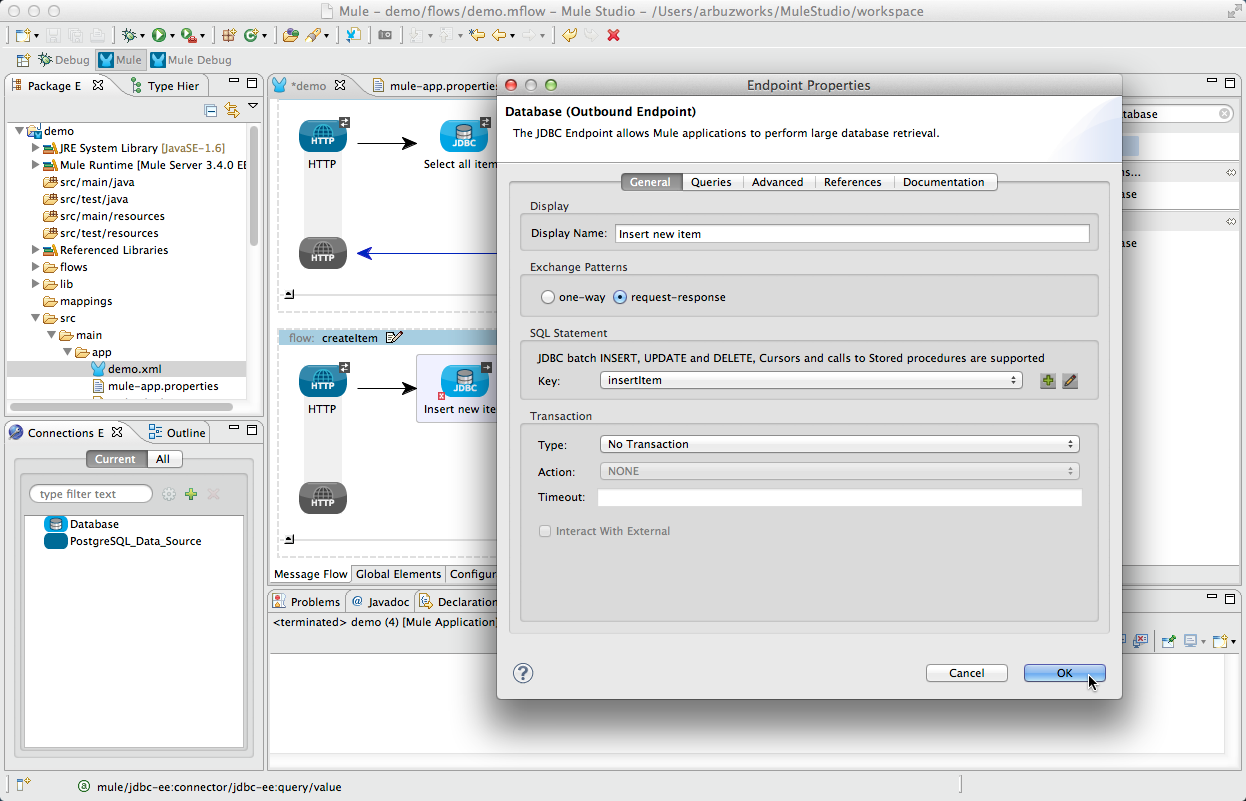 Mule – demo/flows/demo.mflow – Mule Studio – /Users/arbuzworks/MuleStudio/workspace
Debug Mule Mule Debug
Package E Type Hier
demo
JRE System Library [JavaSE-1.6]
Mule Runtime [Mule Server 3.4.0 EE
src/main/java
src/test/java
src/main/resources
src/test/resources
Referenced Libraries
flows
lib
mappings
src
main
app
demo.xml
mule-app.properties
Connections E Outline
Current All
type filter text
Database
PostgreSQL_Data_Source
*demo mule-app.properties
HTTP JDBC
HTTP Select all item
HTTP
flow: createItem
HTTP JDBC
HTTP Insert new ite
HTTP
Message Flow Global Elements Configur
Problems @ Javadoc Declaration
<terminated> demo (4) [Mule Application]
Endpoint Properties
Database (Outbound Endpoint)
The JDBC Endpoint allows Mule applications to perform large database retrieval.
General Queries Advanced References Documentation
Display
Display Name: Insert new item
Exchange Patterns
one-way request-response
SQL Statement
JDBC batch INSERT, UPDATE and DELETE, Cursors and calls to Stored procedures are supported
Key: insertItem
Transaction
Type: No Transaction
Action: NONE
Timeout:
Interact With External
? Cancel OK
tabase
ns...
ase
ase
mule/jdbc-ee:connector/jdbc-ee:query/value